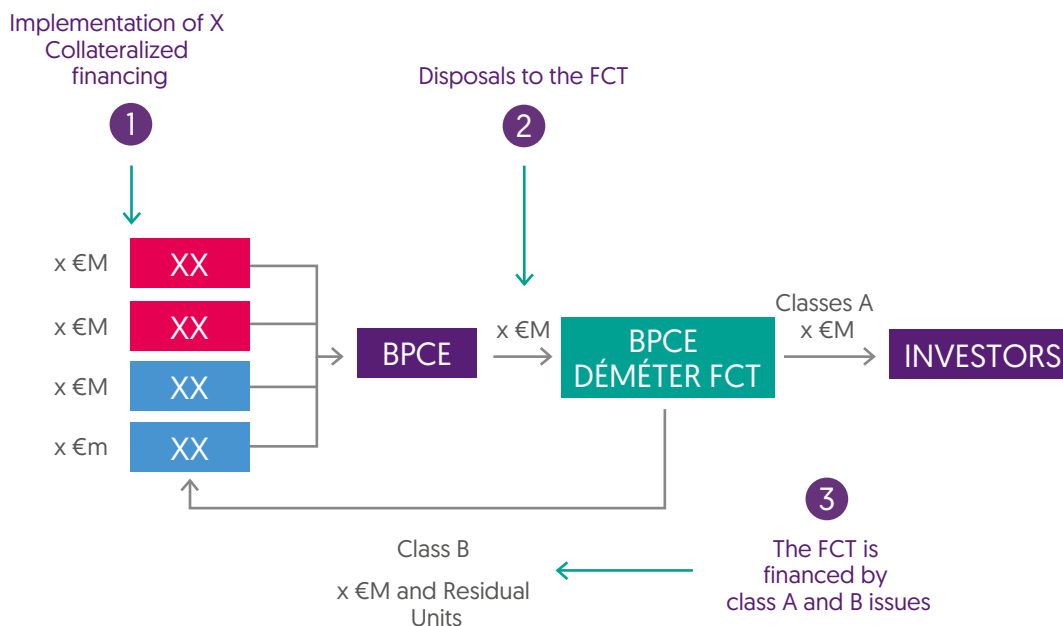 Implementation of X
Collateralized
financing
1
Disposals to the FCT
2
x €M
XX
x €M
XX
x €M
XX
x €m
XX
BPCE
x €M
BPCE
DÉMÉTER FCT
Classes A
x €M
INVESTORS
3
The FCT is
financed by
class A and B issues
Class B
x €M and Residual
Units